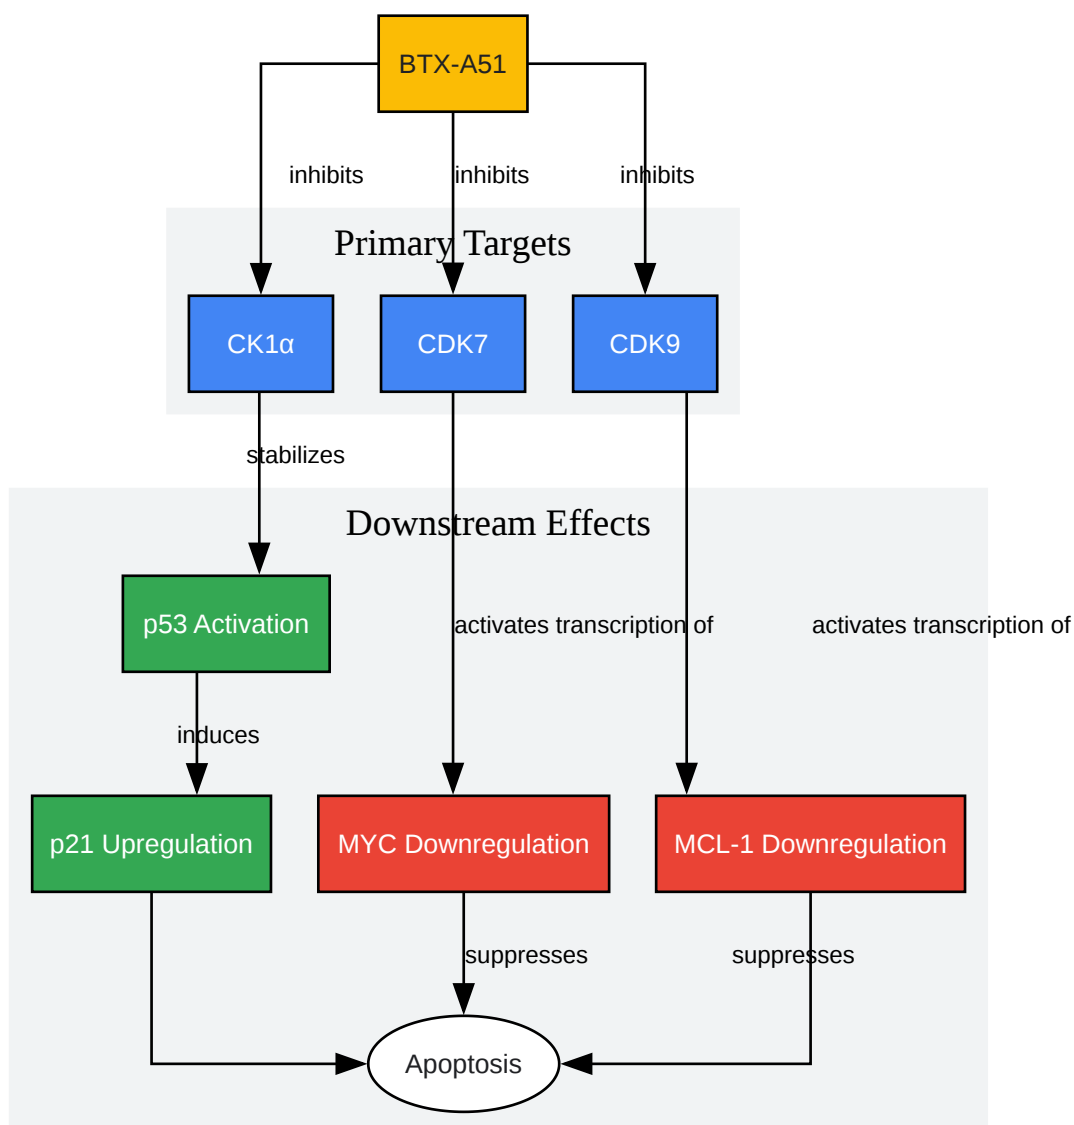 BTX-A51
inhibits
inhibits
inhibits
Primary Targets
CK1α
CDK7
CDK9
stabilizes
Downstream Effects
p53 Activation
activates transcription of
activates transcription of
induces
p21 Upregulation
MYC Downregulation
MCL-1 Downregulation
suppresses
suppresses
Apoptosis